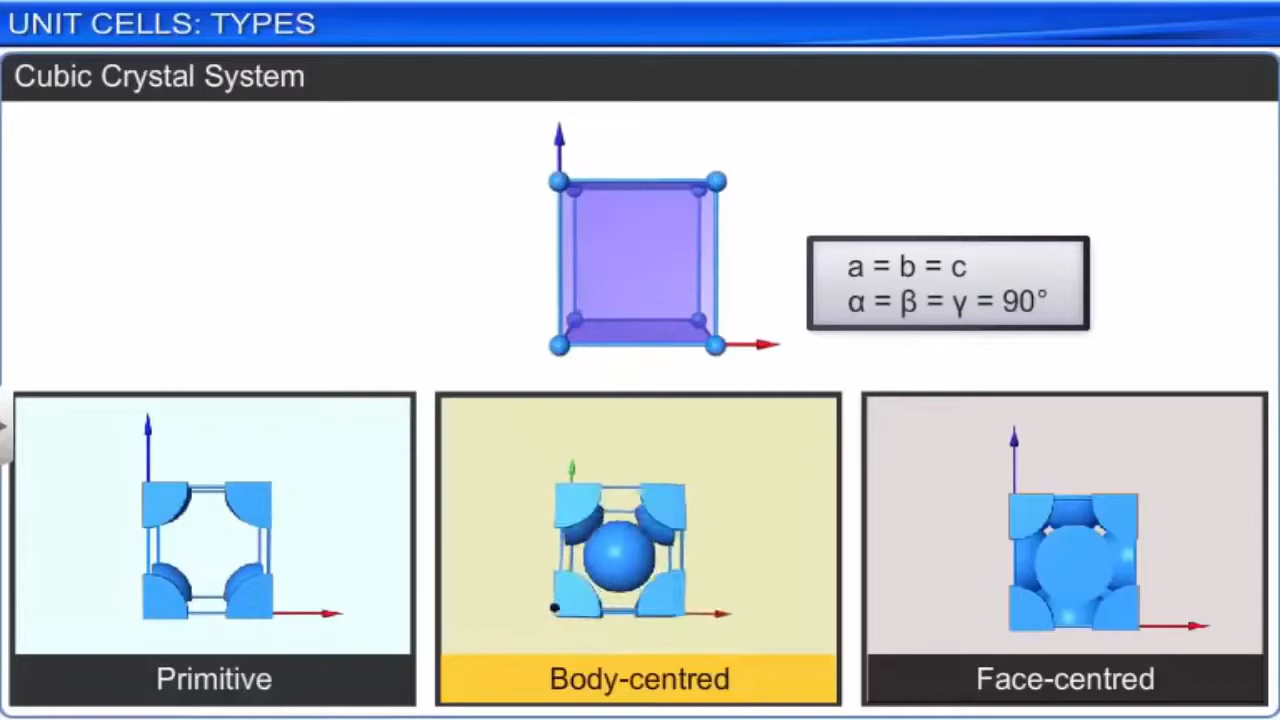 UNIT CELLS: TYPES
Cubic Crystal System
a = b = c
α = β = γ = 90°
Primitive
Body-centred
Face-centred